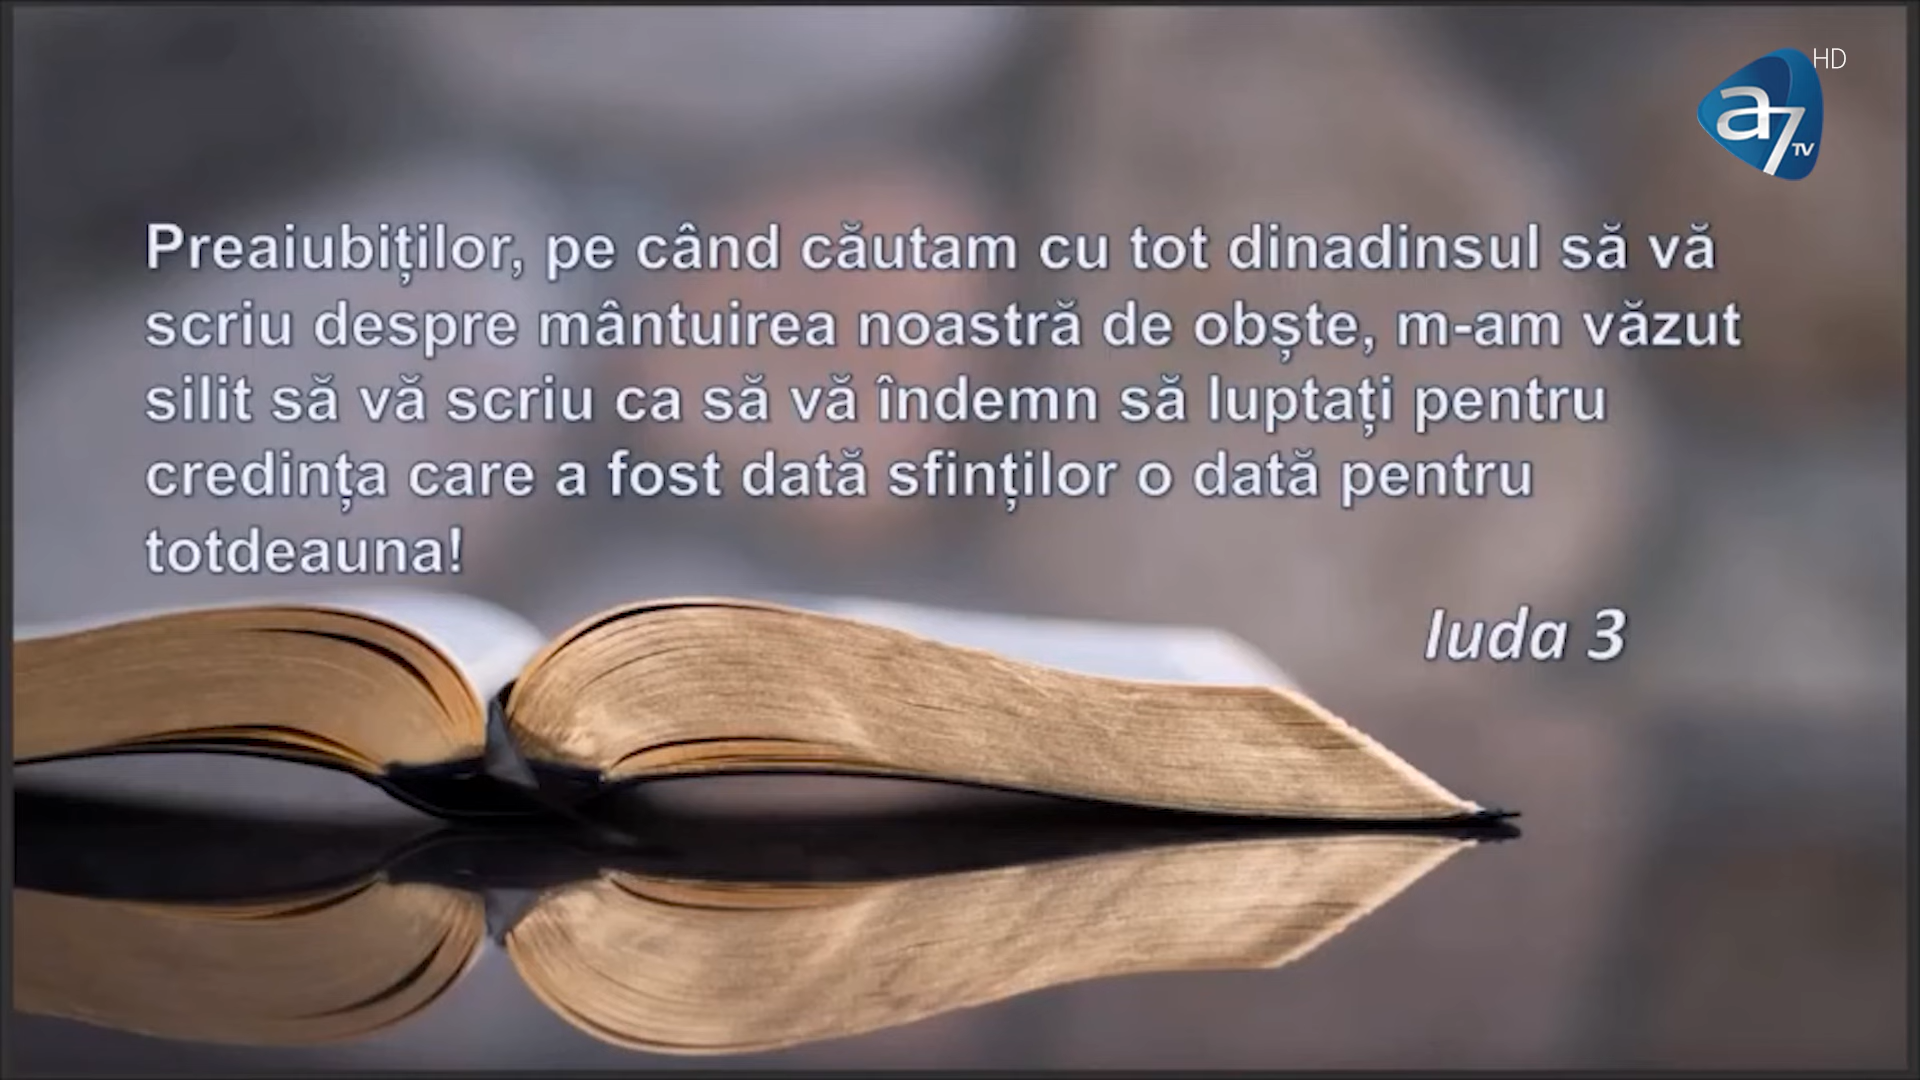 HD
a7 TV
Preaiubiților, pe când căutam cu tot dinadinsul să vă
scriu despre mântuirea noastră de obște, m-am văzut
silit să vă scriu ca să vă îndemn să luptați pentru
credința care a fost dată sfinților o dată pentru
totdeauna!
Iuda 3